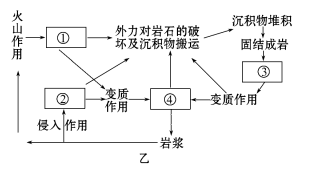 火山作用
①
外力对岩石的破
坏及沉积物搬运
沉积物堆积
固结成岩
③
②
变质
作用
④
变质作用
侵入 作用
岩浆
乙